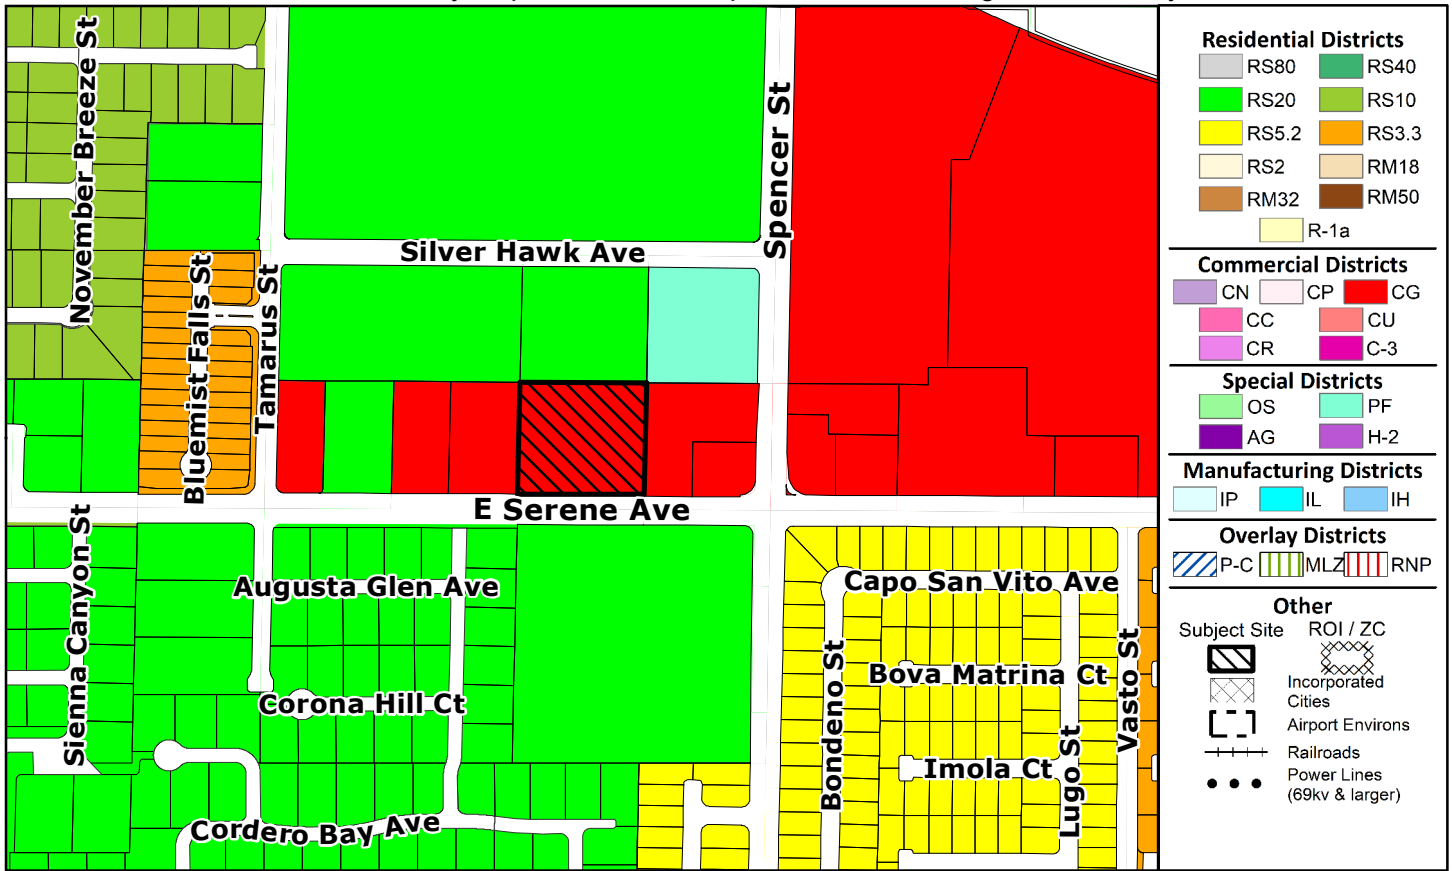 November Breeze St
Spencer St
Silver Hawk Ave
Bluemist Falls St
Tamarus St
E Serene Ave
Sienna Canyon St
Augusta Glen Ave
Capo San Vito Ave
Bondeno St
Vasto St
Bova Matrina Ct
Corona Hill Ct
Lugo St
Imola Ct
Cordero Bay Ave
Residential Districts
RS80 RS40
RS20 RS10
RS5.2 RS3.3
RS2 RM18
RM32 RM50
R-1a
Commercial Districts
CN CP CG
CC CU
CR C-3
Special Districts
OS PF
AG H-2
Manufacturing Districts
IP IL IH
Overlay Districts
P-C MLZ RNP
Other
Subject Site ROI / ZC
Incorporated
Cities
Airport Environs
Railroads
Power Lines
(69kv & larger)